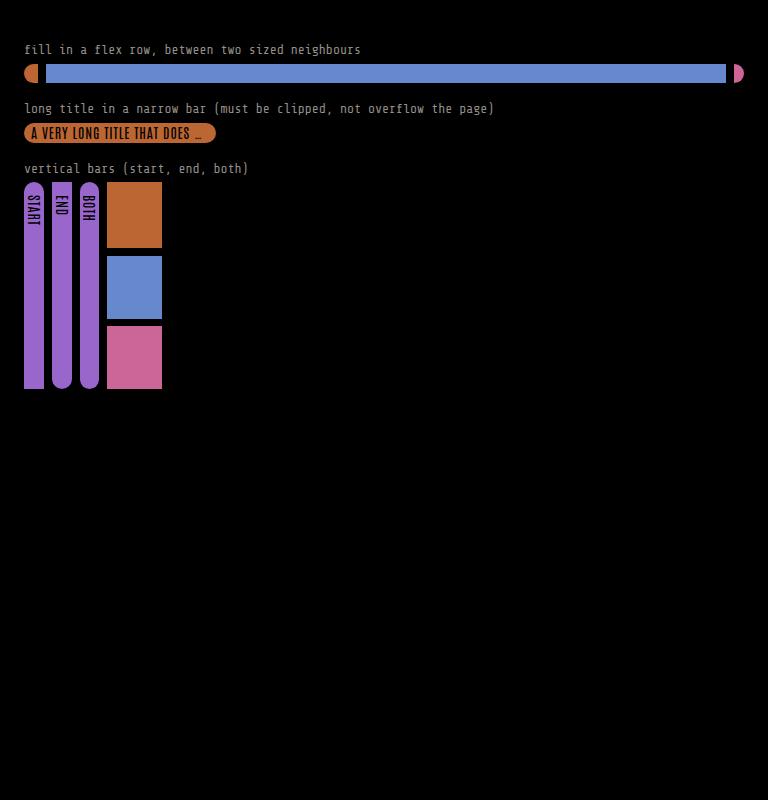 fill in a flex row, between two sized neighbours
long title in a narrow bar (must be clipped, not overflow the page)
A VERY LONG TITLE THAT DOES …
vertical bars (start, end, both)
START
END
BOTH